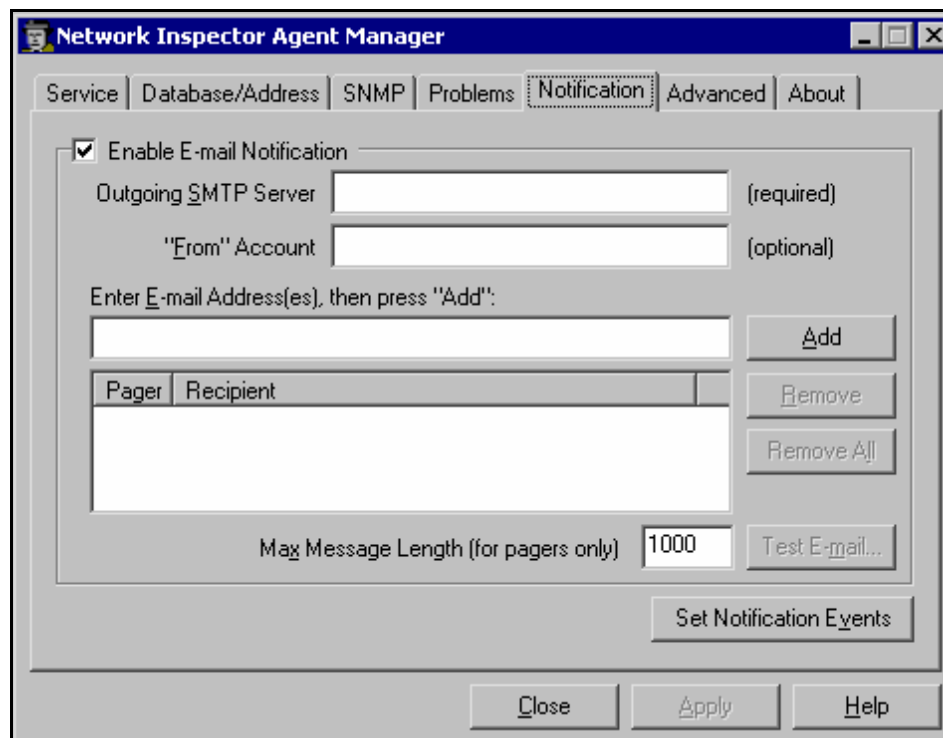 Network Inspector Agent Manager
Service Database/Address SNMP Problems Notification Advanced About
Enable E-mail Notification
Outgoing SMTP Server (required)
"From" Account (optional)
Enter E-mail Address(es), then press "Add":
Add
Pager Recipient
Remove
Remove All
Max Message Length (for pagers only) 1000 Test E-mail...
Set Notification Events
Close Apply Help